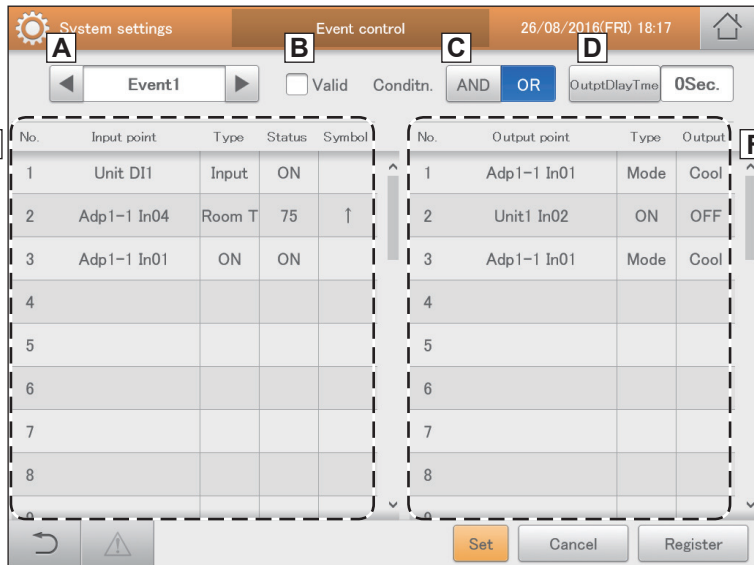 System settings Event control 26/08/2016(FRI) 18:17
A B C D
Event1 Valid Conditn. AND OR OutptDlayTme 0Sec.
F
No. Input point Type Status Symbol No. Output point Type Output
1 Unit DI1 Input ON 1 Adp1-1 In01 Mode Cool
2 Adp1-1 In04 Room T 75 ↑ 2 Unit1 In02 ON OFF
3 Adp1-1 In01 ON ON 3 Adp1-1 In01 Mode Cool
4 4
5 5
6 6
7 7
8 8
9 9
Set Cancel Register